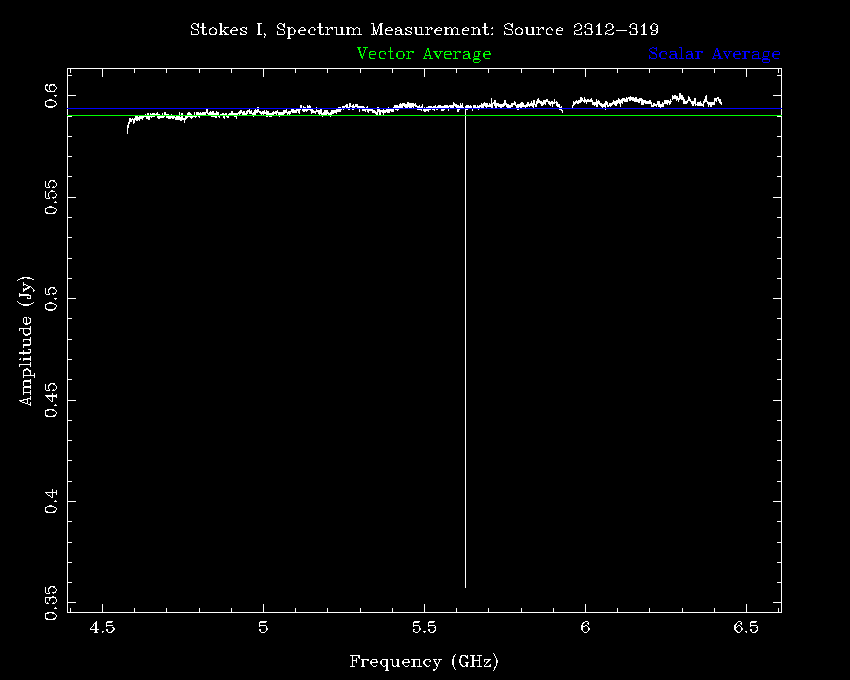 Stokes I, Spectrum Measurement: Source 2312−319
Vector Average Scalar Average
0.6
0.55
0.5
0.45
0.4
0.35
Amplitude (Jy)
4.5 5 5.5 6 6.5
Frequency (GHz)